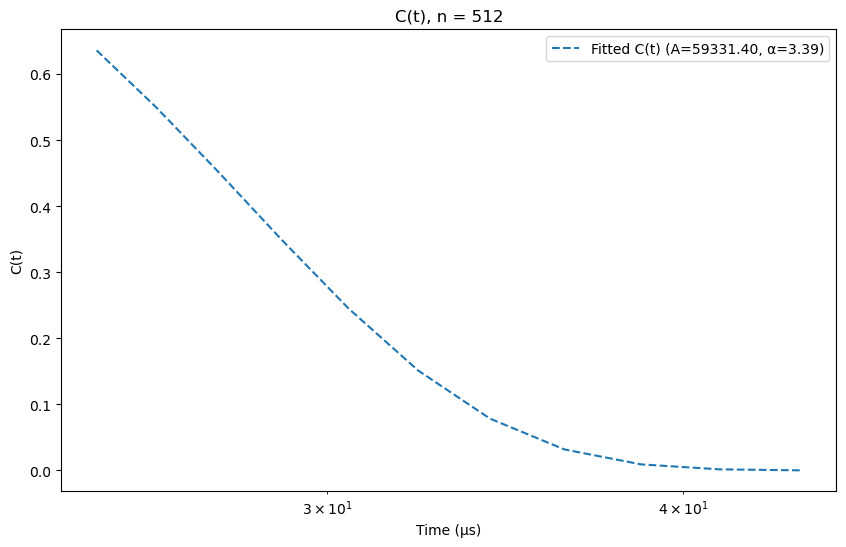 C(t), n = 512
Fitted C(t) (A=59331.40, α=3.39)
C(t)
0.6
0.5
0.4
0.3
0.2
0.1
0.0
3 × 10¹
4 × 10¹
Time (µs)